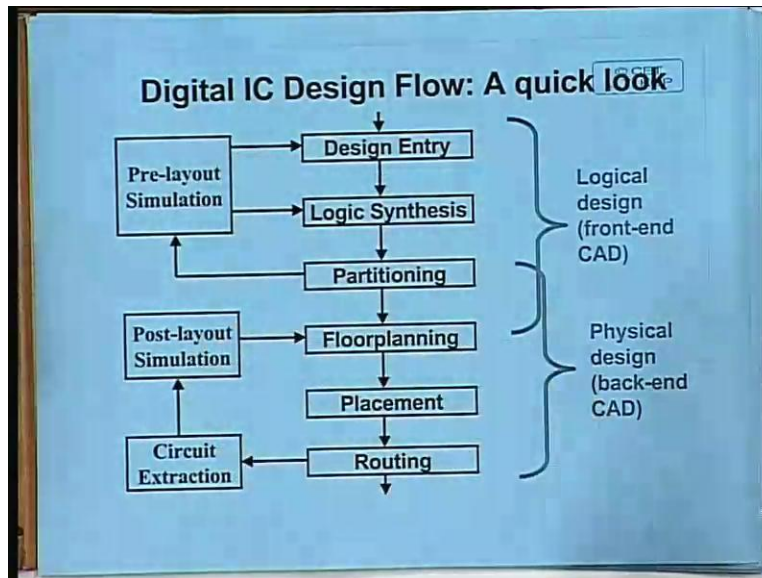 Digital IC Design Flow: A quick look
Design Entry
Pre-layout
Simulation
Logic Synthesis
Logical
design
(front-end
CAD)
Partitioning
Post-layout
Simulation
Floorplanning
Physical
design
(back-end
CAD)
Placement
Circuit
Extraction
Routing